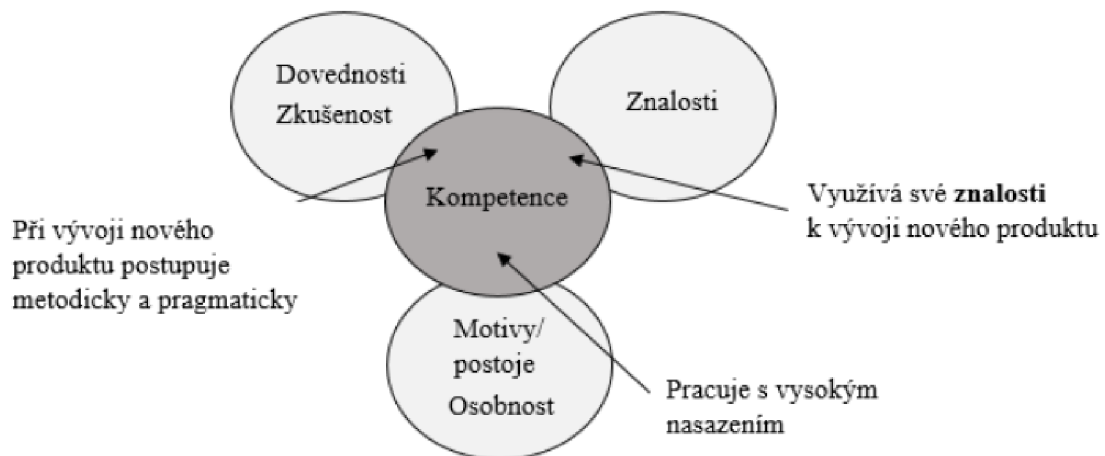 Dovednosti
Zkušenost
Znalosti
Kompetence
Využívá své znalosti
k vývoji nového produktu
Při vývoji nového
produktu postupuje
metodicky a pragmaticky
Motivy/
postoje
Osobnost
Pracuje s vysokým
nasazením